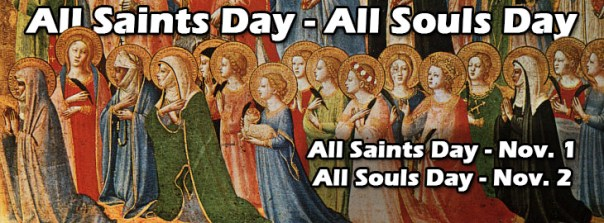 All Saints Day - All Souls Day
All Saints Day - Nov. 1
All Souls Day - Nov. 2